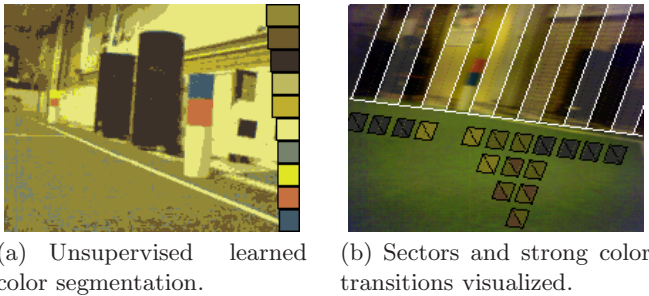 (a) Unsupervised learned
color segmentation.
(b) Sectors and strong color
transitions visualized.